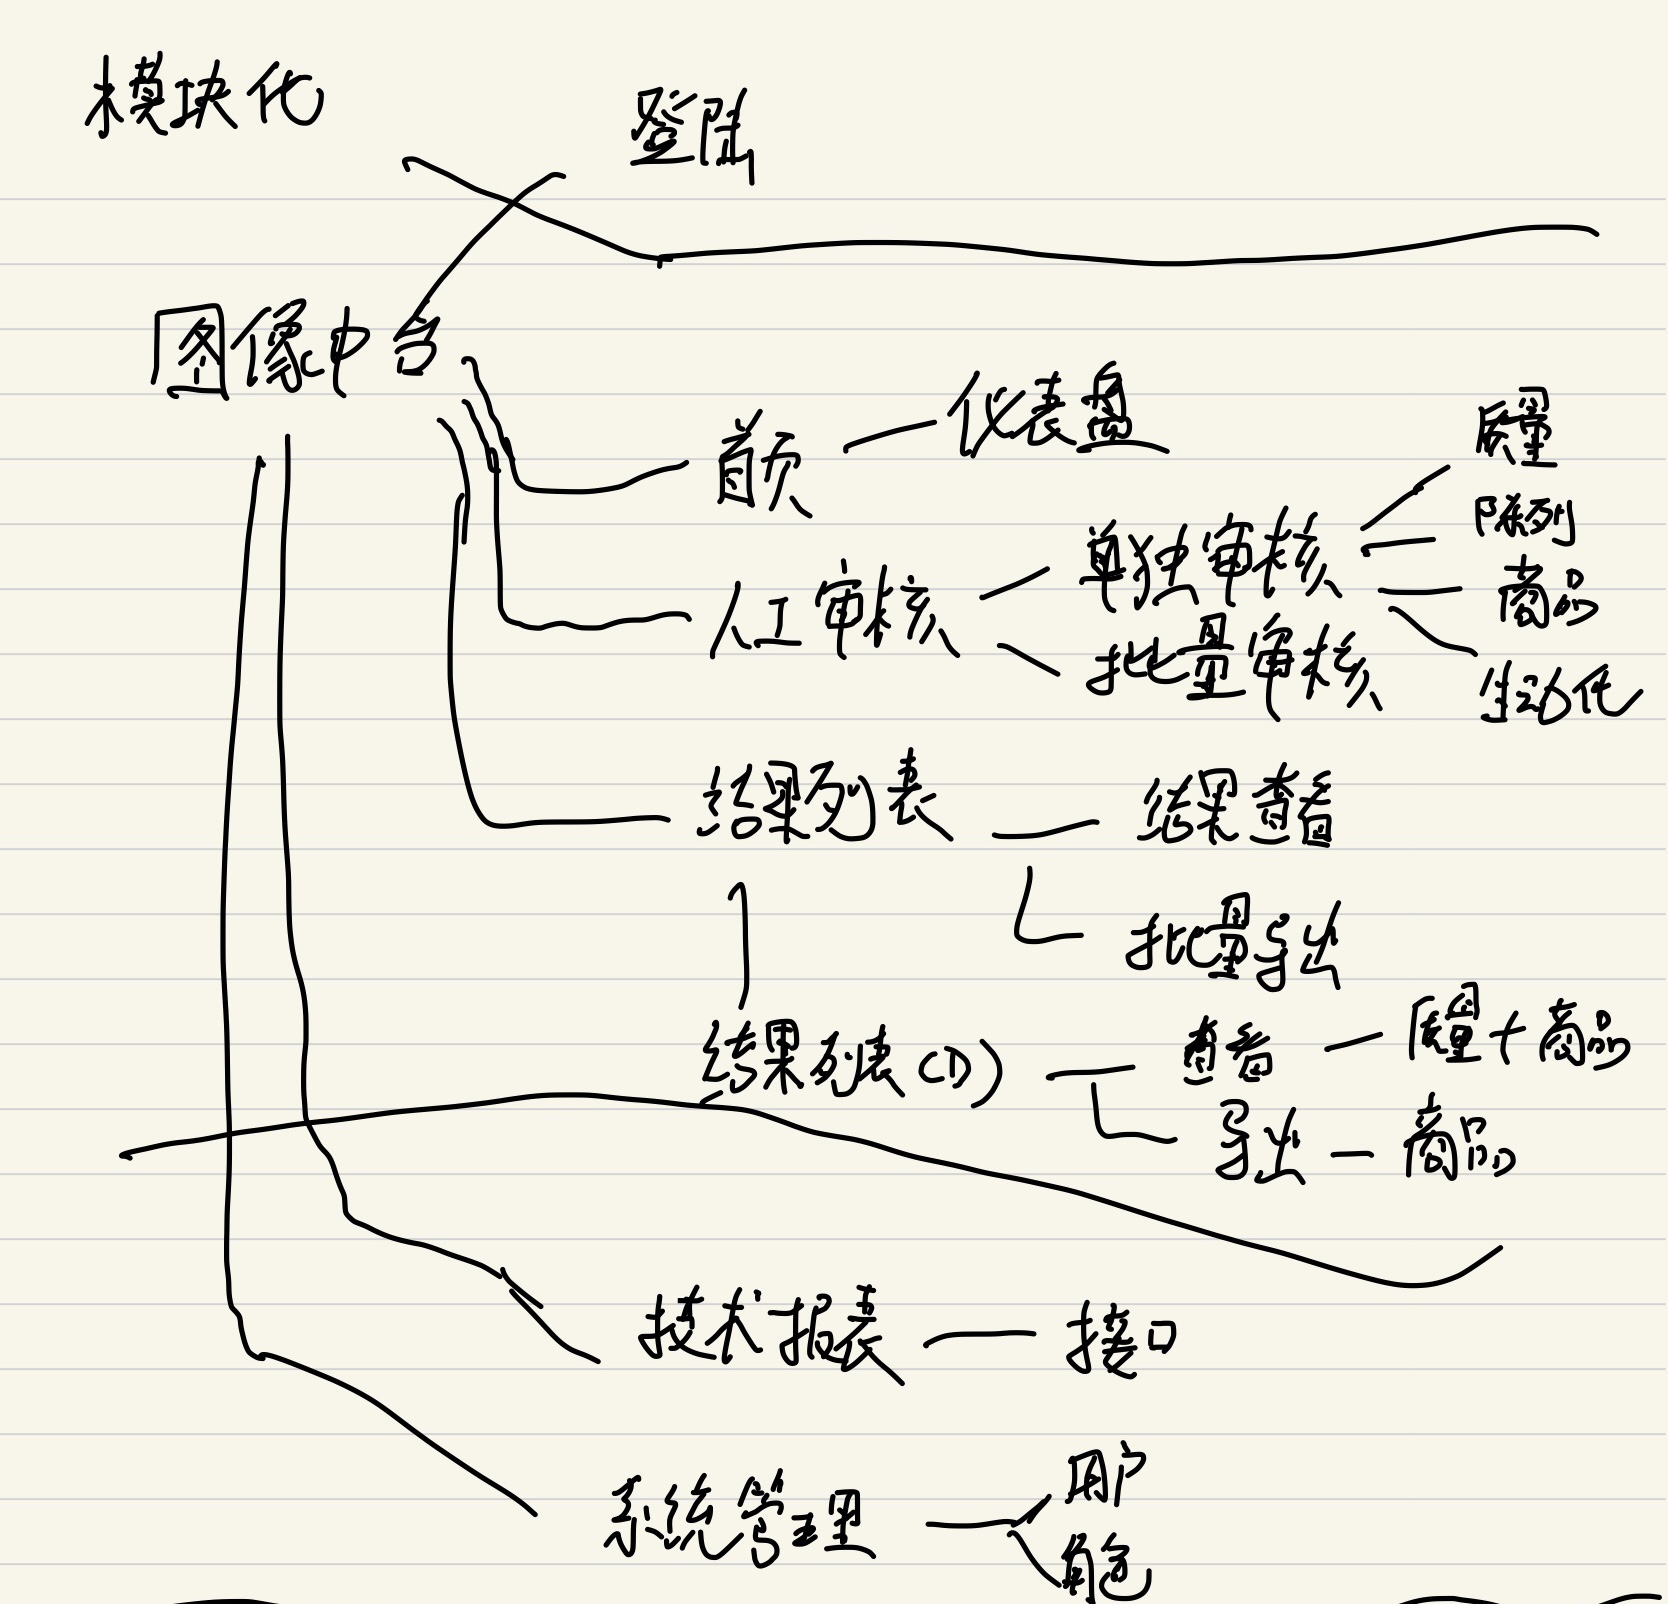 模块化
登陆
图像中台
首页 — 仪表盘
人工审核
单独审核
质量
陈列
商品
生动化
批量审核
结果列表 — 结果查看
批量导出
结果列表(D) — 查看 — 质量+商品
导出 — 商品
技术报表 — 接口
系统管理
用户
角色